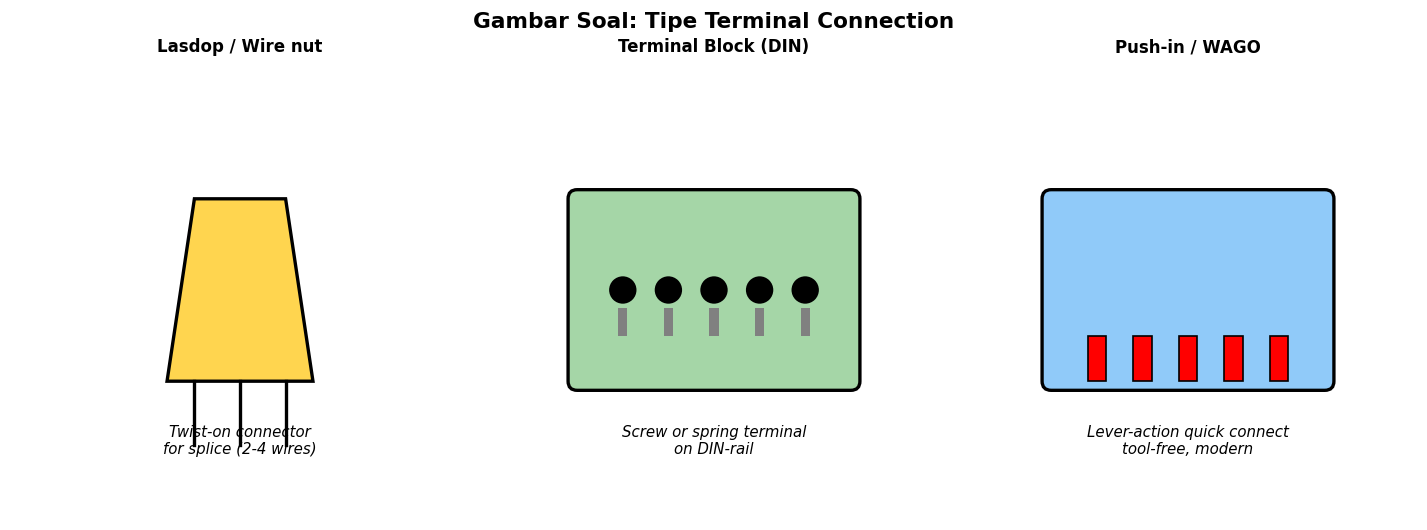 Gambar Soal: Tipe Terminal Connection
Lasdop / Wire nut
Terminal Block (DIN)
Push-in / WAGO
Twist-on connector
for splice (2-4 wires)
Screw or spring terminal
on DIN-rail
Lever-action quick connect
tool-free, modern